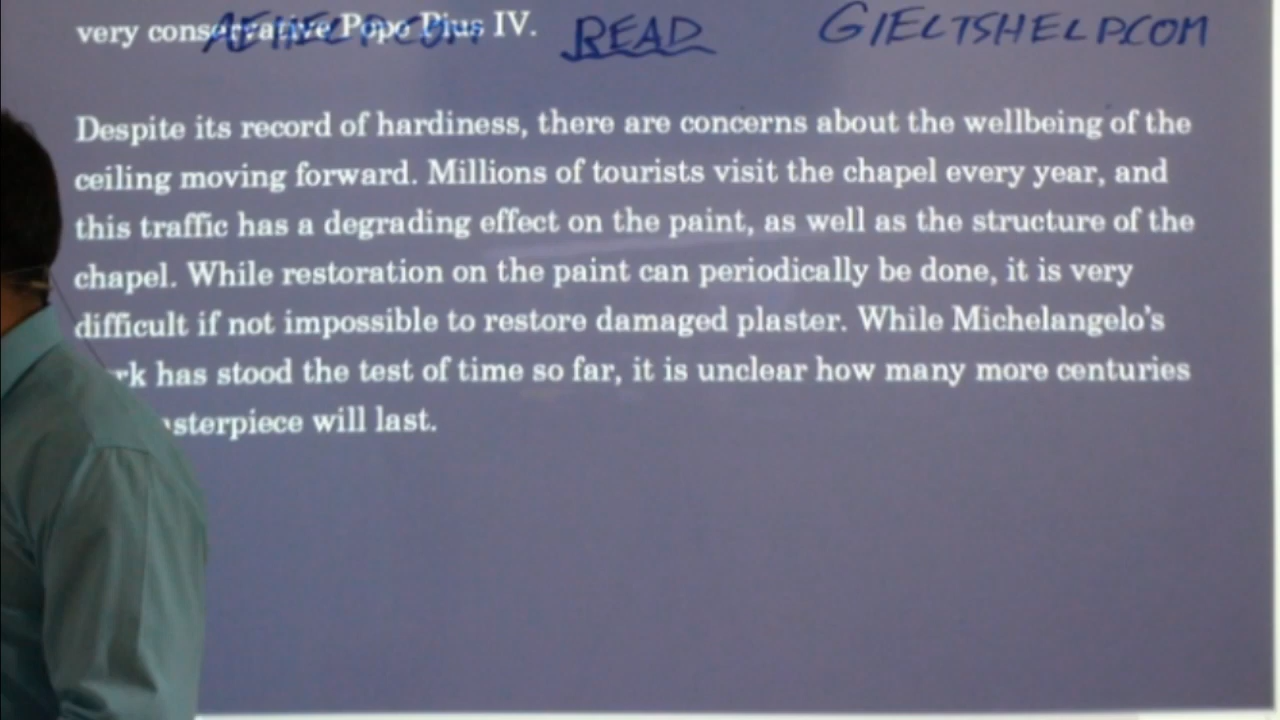 very conservative Pope Pius IV.
AEHELP.COM READ GIELTSHELP.COM
Despite its record of hardiness, there are concerns about the wellbeing of the
ceiling moving forward. Millions of tourists visit the chapel every year, and
this traffic has a degrading effect on the paint, as well as the structure of the
chapel. While restoration on the paint can periodically be done, it is very
difficult if not impossible to restore damaged plaster. While Michelangelo's
has stood the test of time so far, it is unclear how many more centuries
will last.